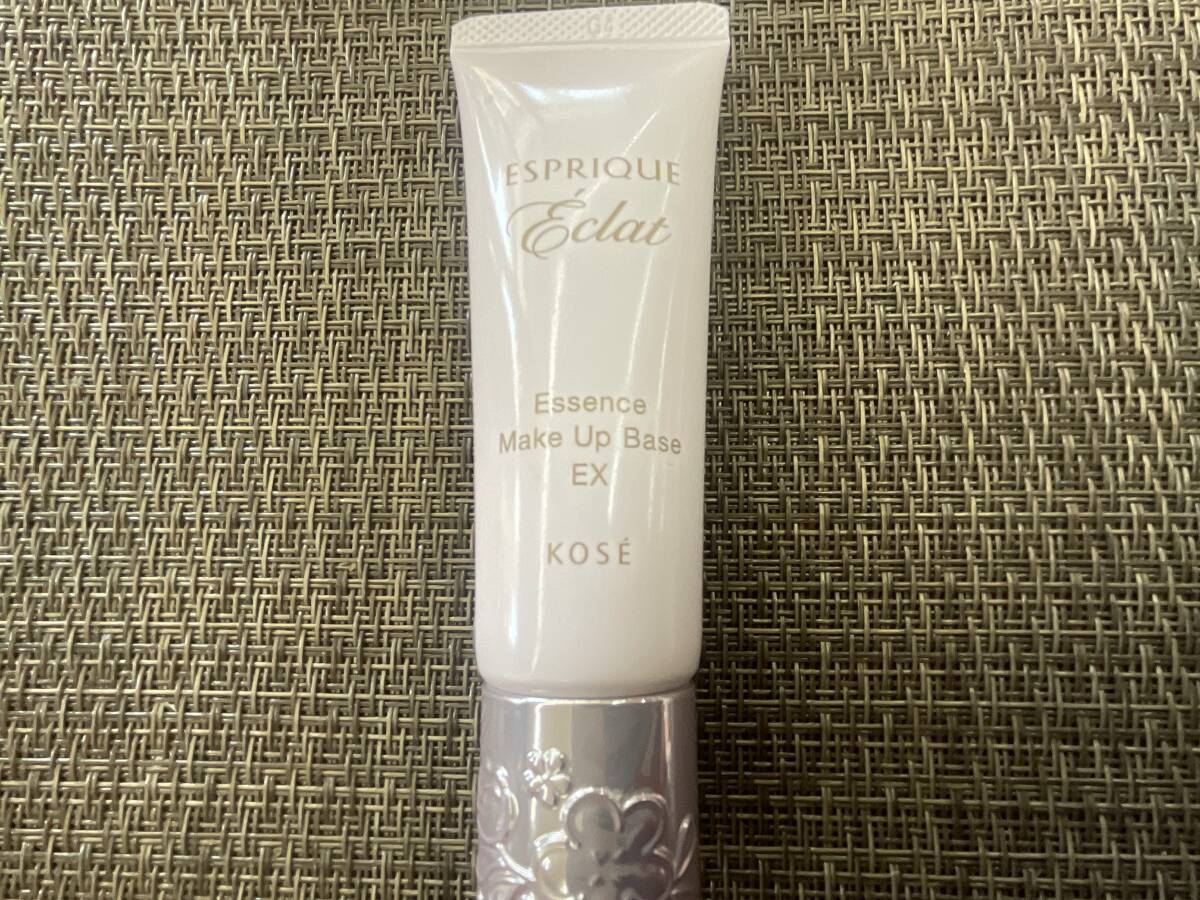 ESPRIQUE
Éclat
Essence
Make Up Base
EX
KOSÉ